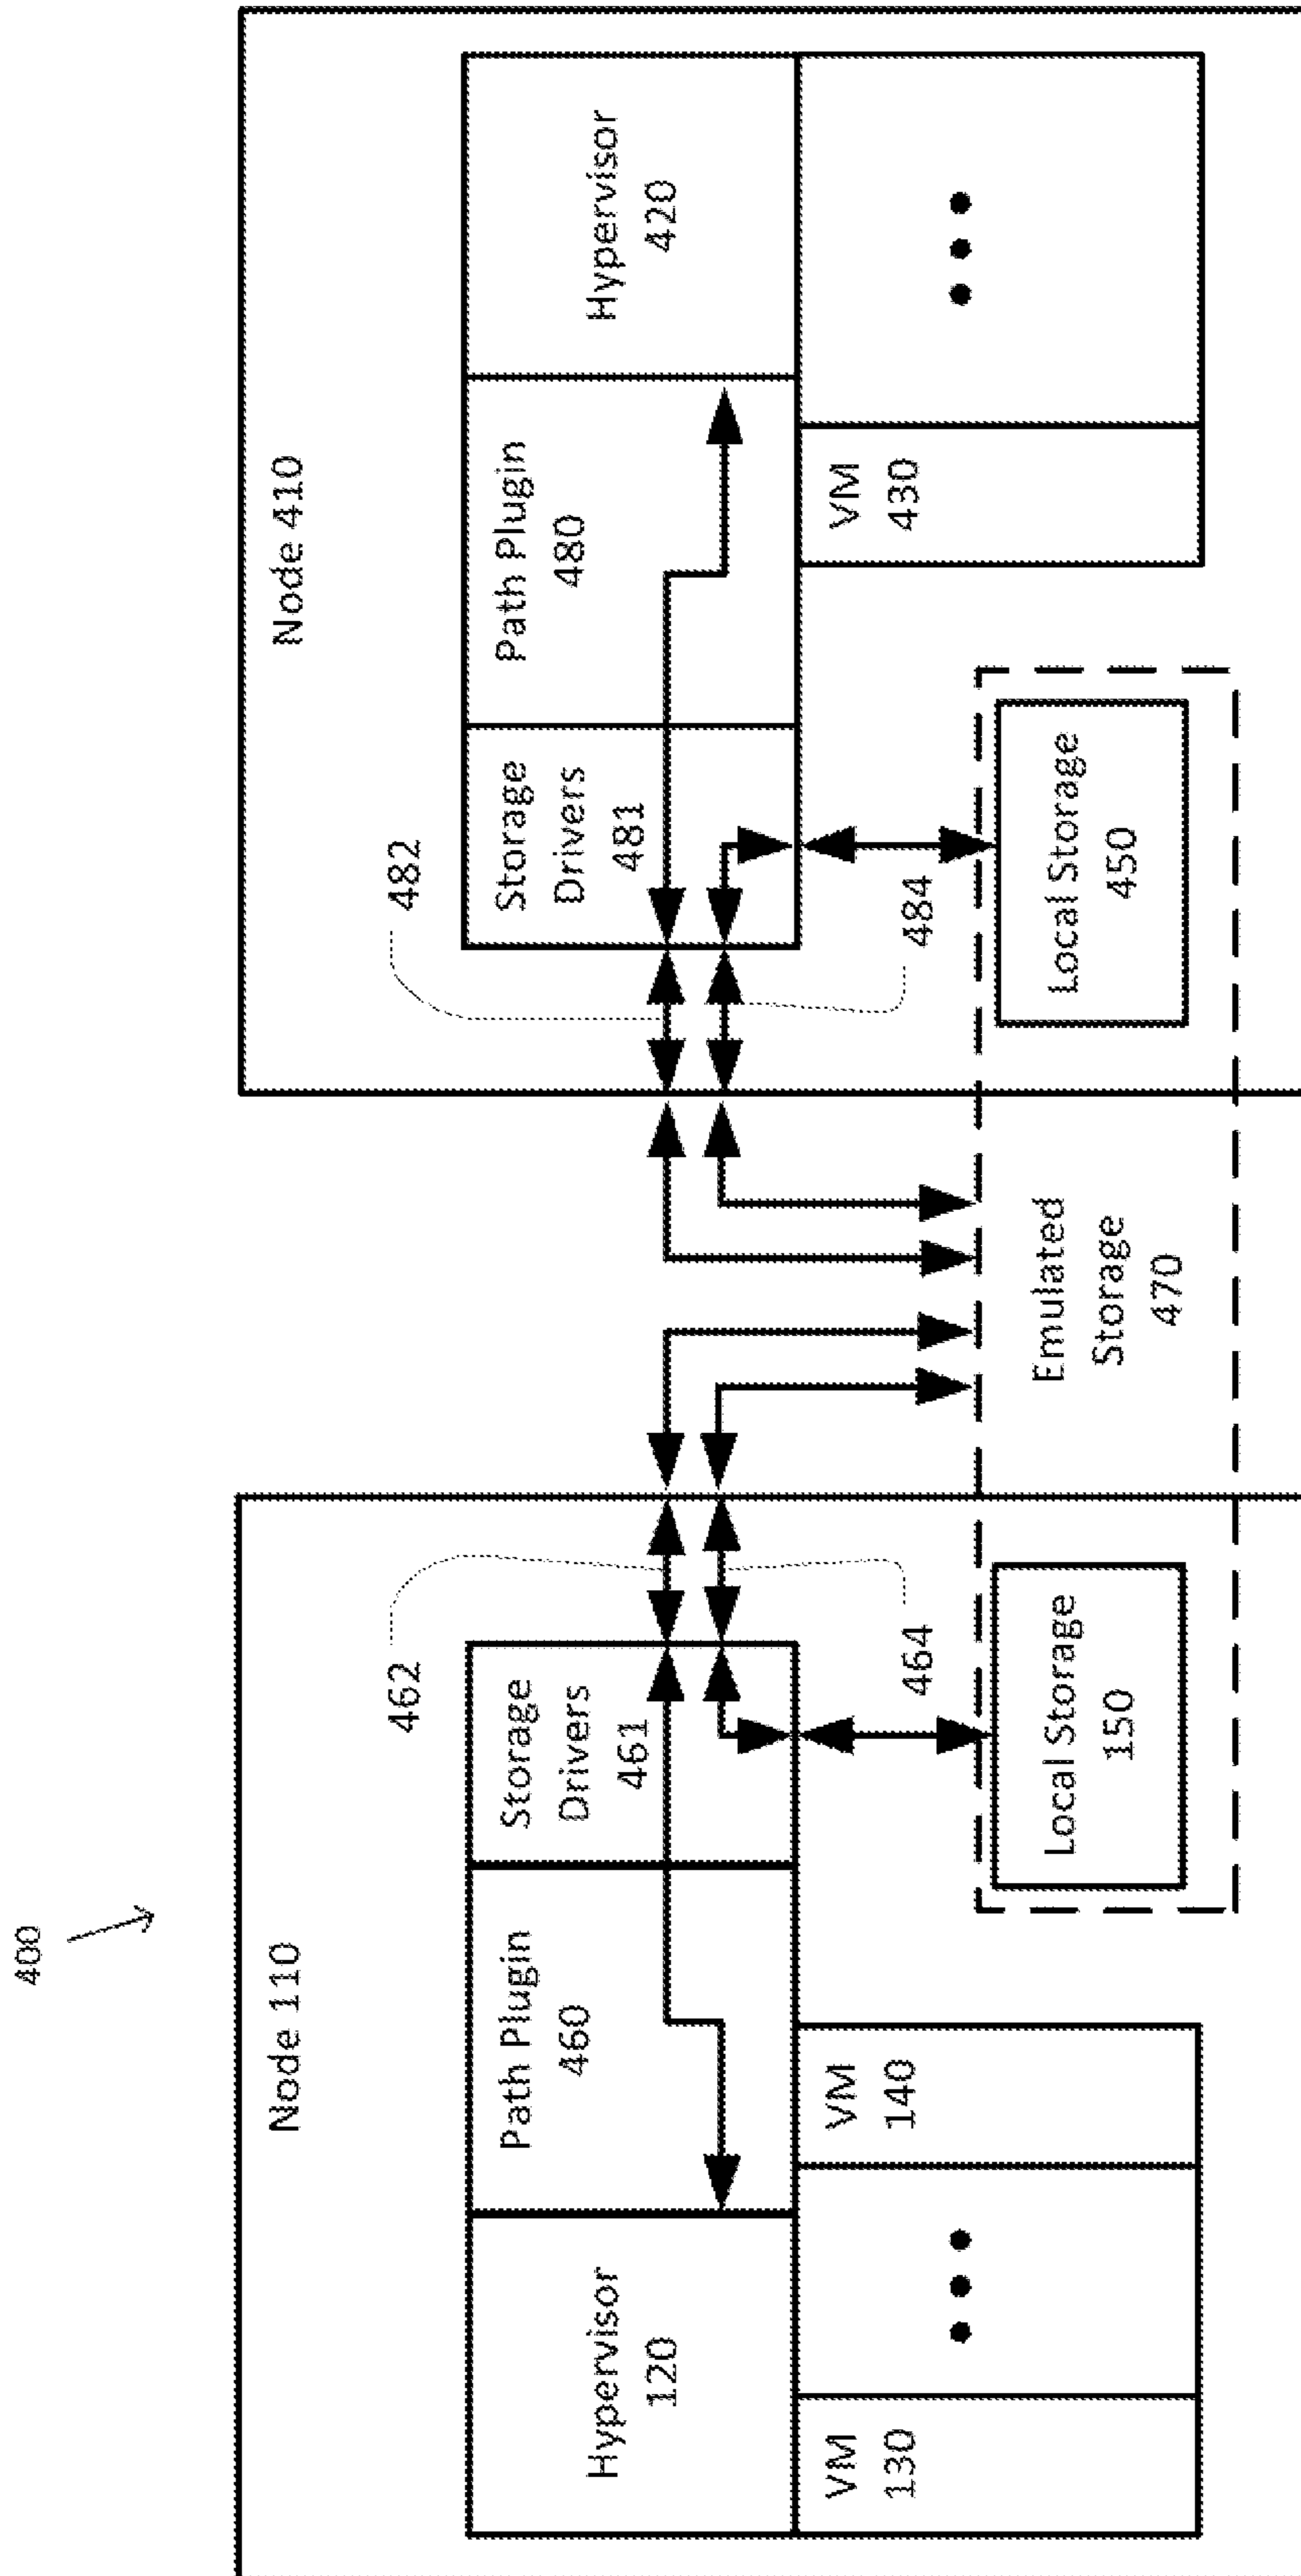 400
Node 110
Hypervisor
120
Path Plugin
460
Storage
Drivers
461
462
464
VM
130
VM
140
Local Storage
150
Emulated
Storage
470
Node 410
482
Storage
Drivers
481
Path Plugin
480
Hypervisor
420
484
Local Storage
450
VM
430